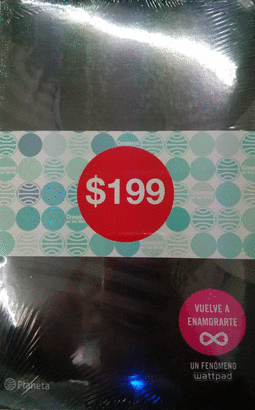 $199
VUELVE A
ENAMORARTE
UN FENÓMENO
wattpad
Planeta